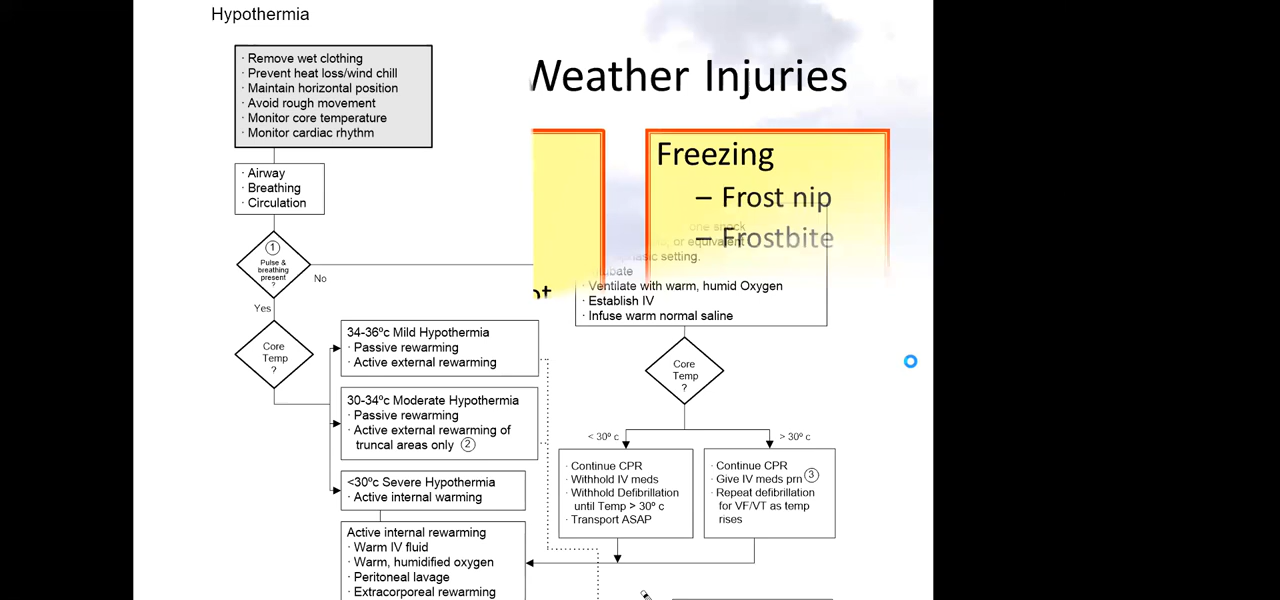 Hypothermia
· Remove wet clothing
· Prevent heat loss/wind chill
· Maintain horizontal position
· Avoid rough movement
· Monitor core temperature
· Monitor cardiac rhythm
Weather Injuries
Freezing
– Frost nip
– Frostbite
· Airway
· Breathing
· Circulation
1
Pulse &
breathing
present
?
No
Yes
one
or equivalent
setting.
Ventilate with warm, humid Oxygen
· Establish IV
· Infuse warm normal saline
Core
Temp
?
34-36ºc Mild Hypothermia
· Passive rewarming
· Active external rewarming
30-34ºc Moderate Hypothermia
· Passive rewarming
· Active external rewarming of
truncal areas only 2
<30ºc Severe Hypothermia
· Active internal warming
Active internal rewarming
· Warm IV fluid
· Warm, humidified oxygen
· Peritoneal lavage
· Extracorporeal rewarming
Core
Temp
?
< 30º c
> 30º c
· Continue CPR
· Withhold IV meds
· Withhold Defibrillation
until Temp > 30º c
· Transport ASAP
· Continue CPR
· Give IV meds prn 3
· Repeat defibrillation
for VF/VT as temp
rises